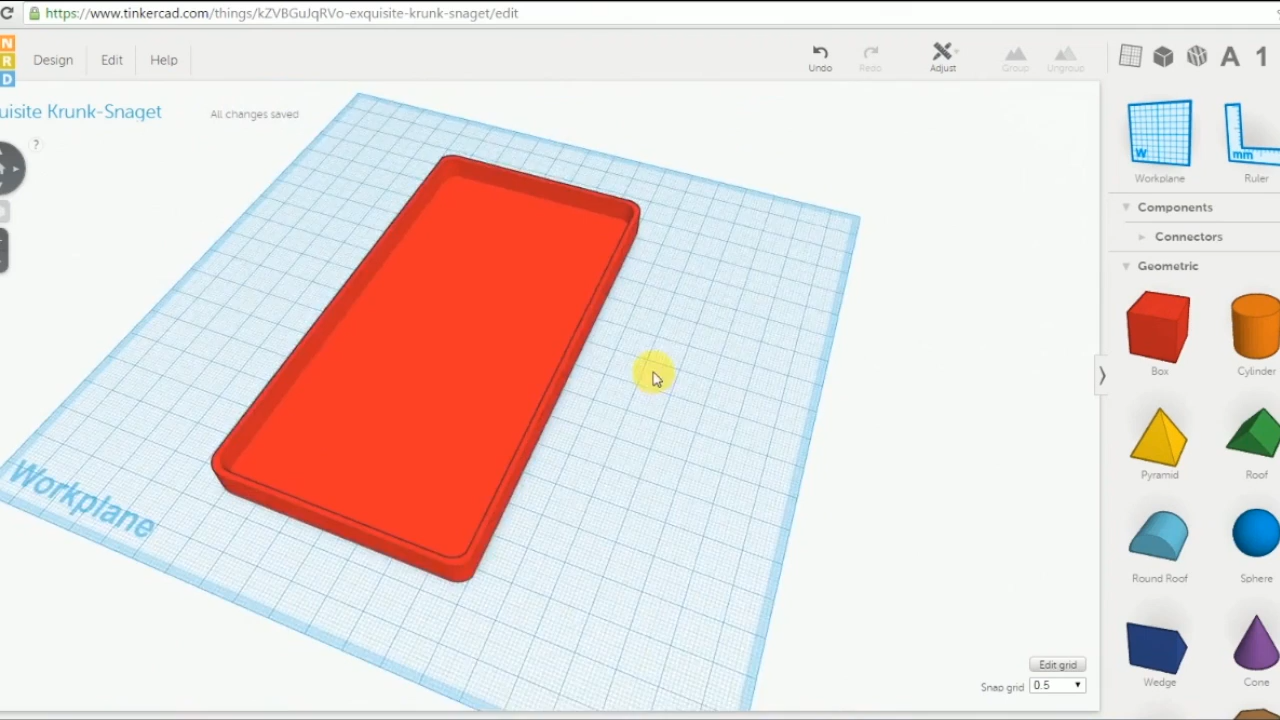 https://www.tinkercad.com/things/kZVBGuJqRVo-exquisite-krunk-snaget/edit
N
R
D
Design Edit Help
Undo Redo Adjust Group Ungroup
A 1
uisite Krunk-Snaget
All changes saved
?
W
mm
Workplane Ruler
Components
Connectors
Geometric
Box Cylinder
Pyramid Roof
Round Roof Sphere
Wedge Cone
Workplane
Edit grid
Snap grid 0.5